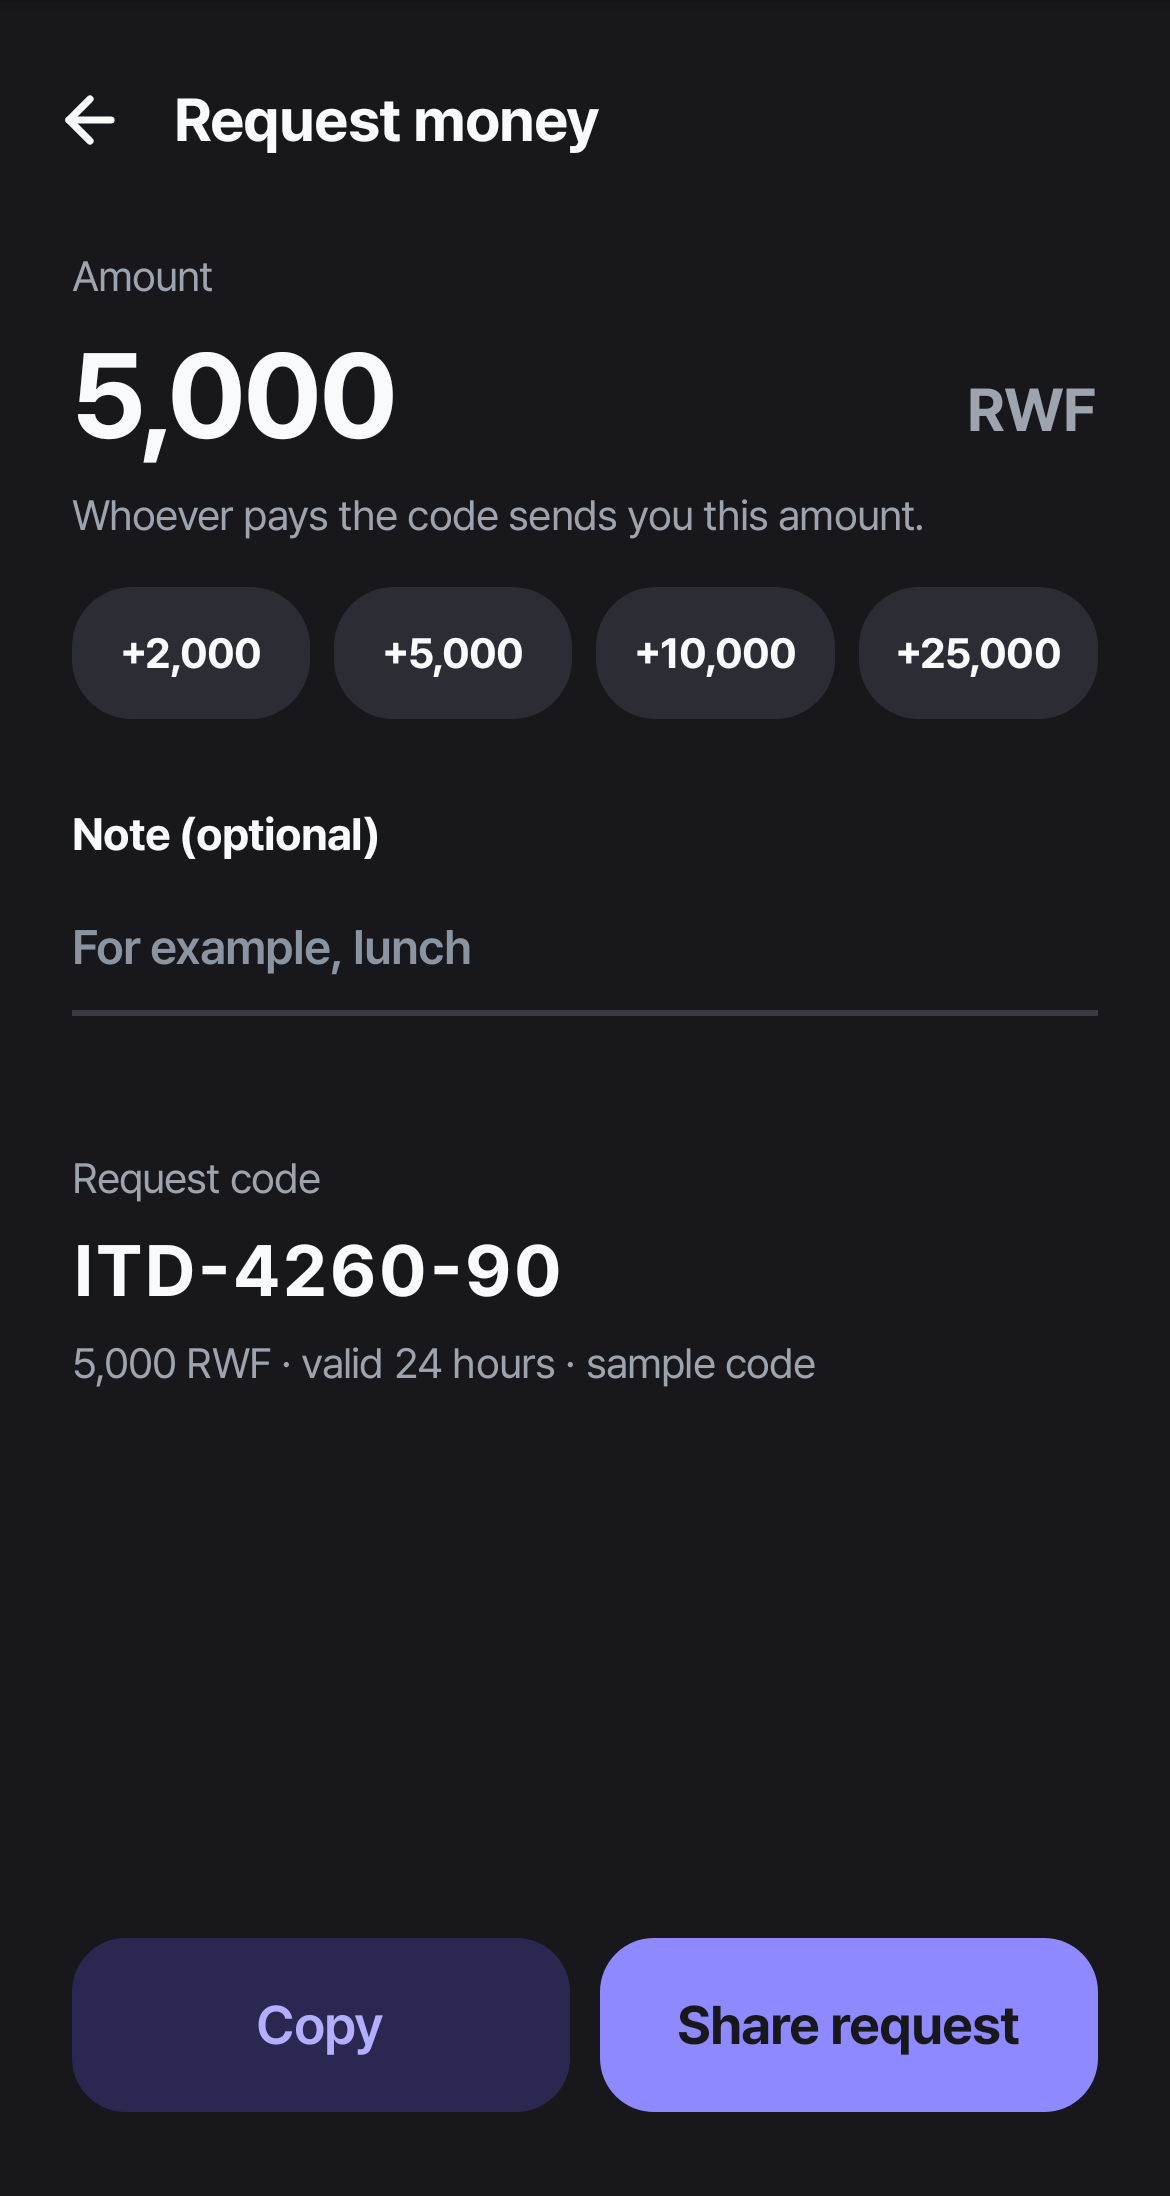 Request money
Amount
5,000 RWF
Whoever pays the code sends you this amount.
+2,000 +5,000 +10,000 +25,000
Note (optional)
For example, lunch
Request code
ITD-4260-90
5,000 RWF · valid 24 hours · sample code
Copy Share request